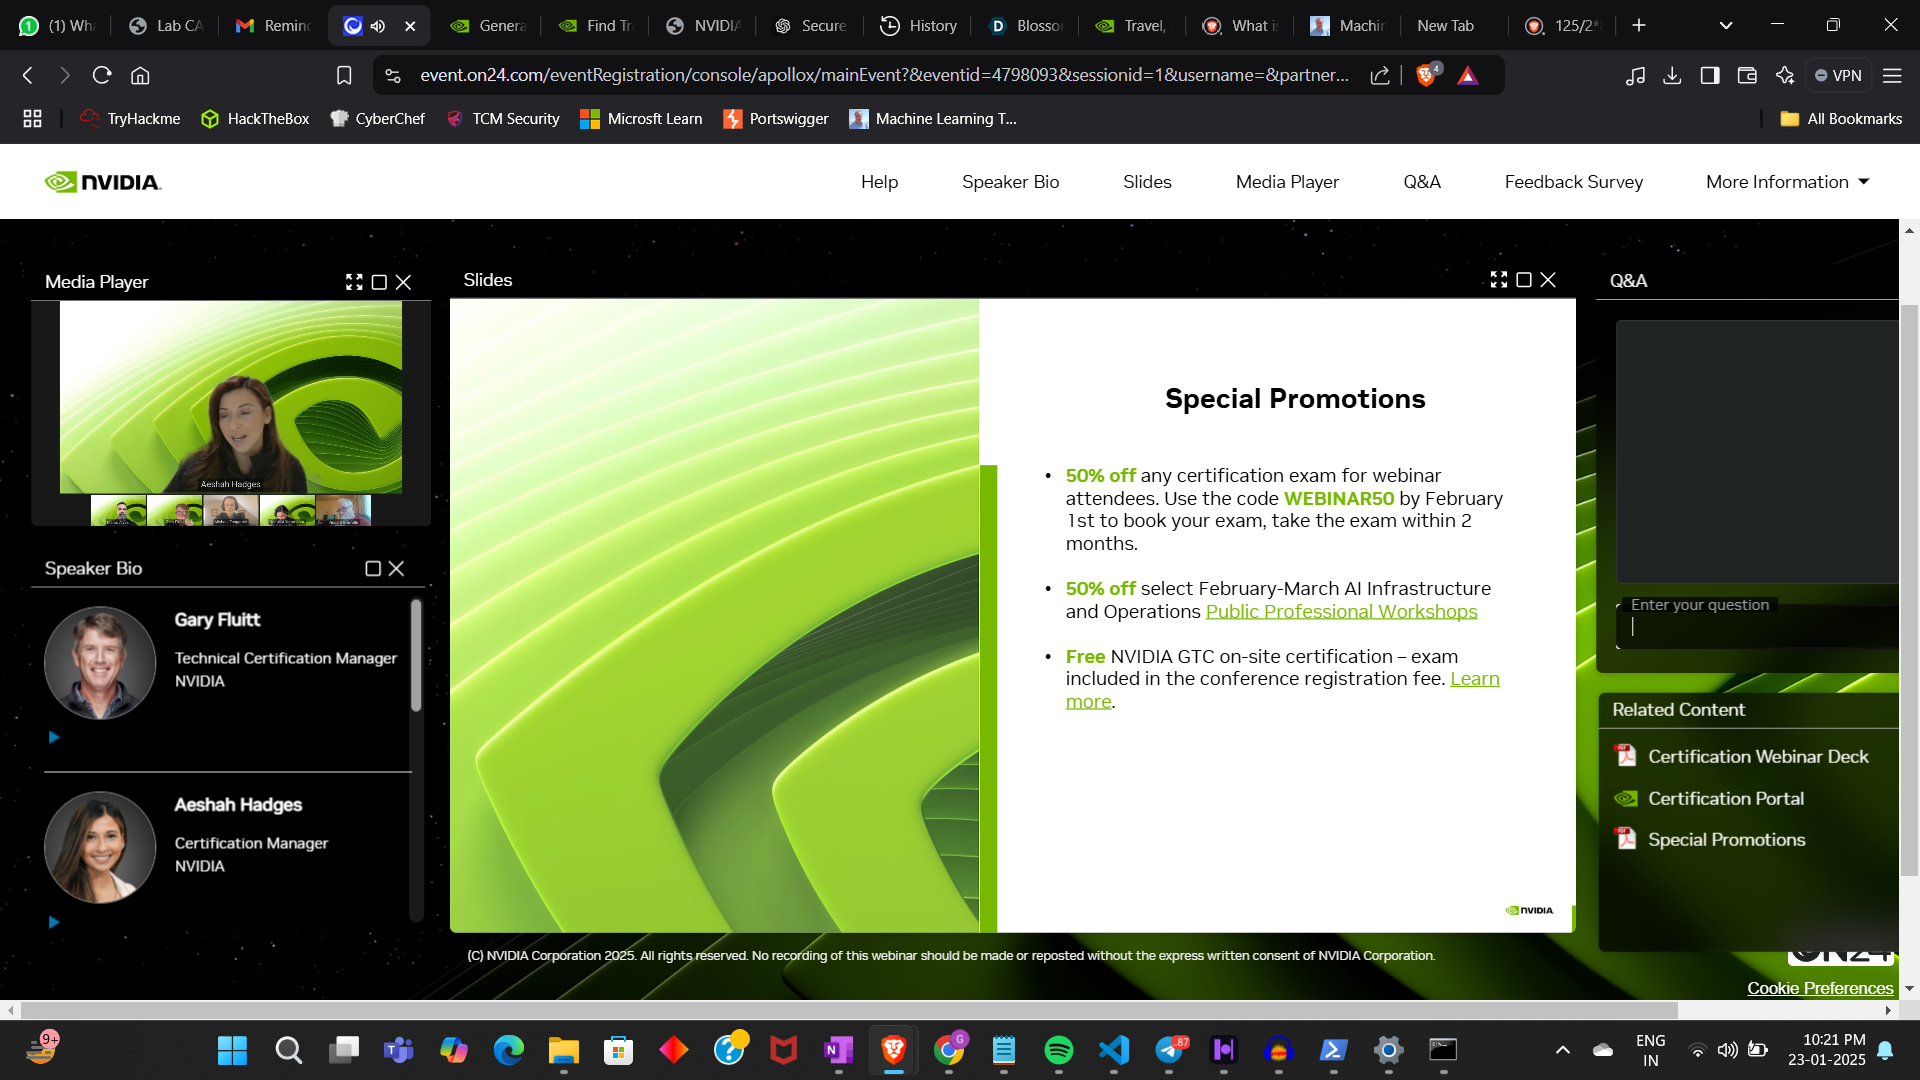 (1) Wha
Lab CA
Remin
Genera
Find Tr
NVIDIA
Secure
History
Blosso
Travel,
What is
Machin
New Tab
125/2*
event.on24.com/eventRegistration/console/apollox/mainEvent?&eventid=4798093&sessionid=1&username=&partner...
4
VPN
TryHackme
HackTheBox
CyberChef
TCM Security
Microsft Learn
Portswigger
Machine Learning T...
All Bookmarks
NVIDIA
Help
Speaker Bio
Slides
Media Player
Q&A
Feedback Survey
More Information
Media Player
Aeshah Hadges
Speaker Bio
Gary Fluitt
Technical Certification Manager
NVIDIA
Aeshah Hadges
Certification Manager
NVIDIA
Slides
Special Promotions
• 50% off any certification exam for webinar
attendees. Use the code WEBINAR50 by February
1st to book your exam, take the exam within 2
months.
• 50% off select February-March AI Infrastructure
and Operations Public Professional Workshops
• Free NVIDIA GTC on-site certification – exam
included in the conference registration fee. Learn
more.
NVIDIA
(C) NVIDIA Corporation 2025. All rights reserved. No recording of this webinar should be made or reposted without the express written consent of NVIDIA Corporation.
Q&A
Enter your question
Related Content
Certification Webinar Deck
Certification Portal
Special Promotions
ON24
Cookie Preferences
9+
G
.87
ENG
IN
10:21 PM
23-01-2025